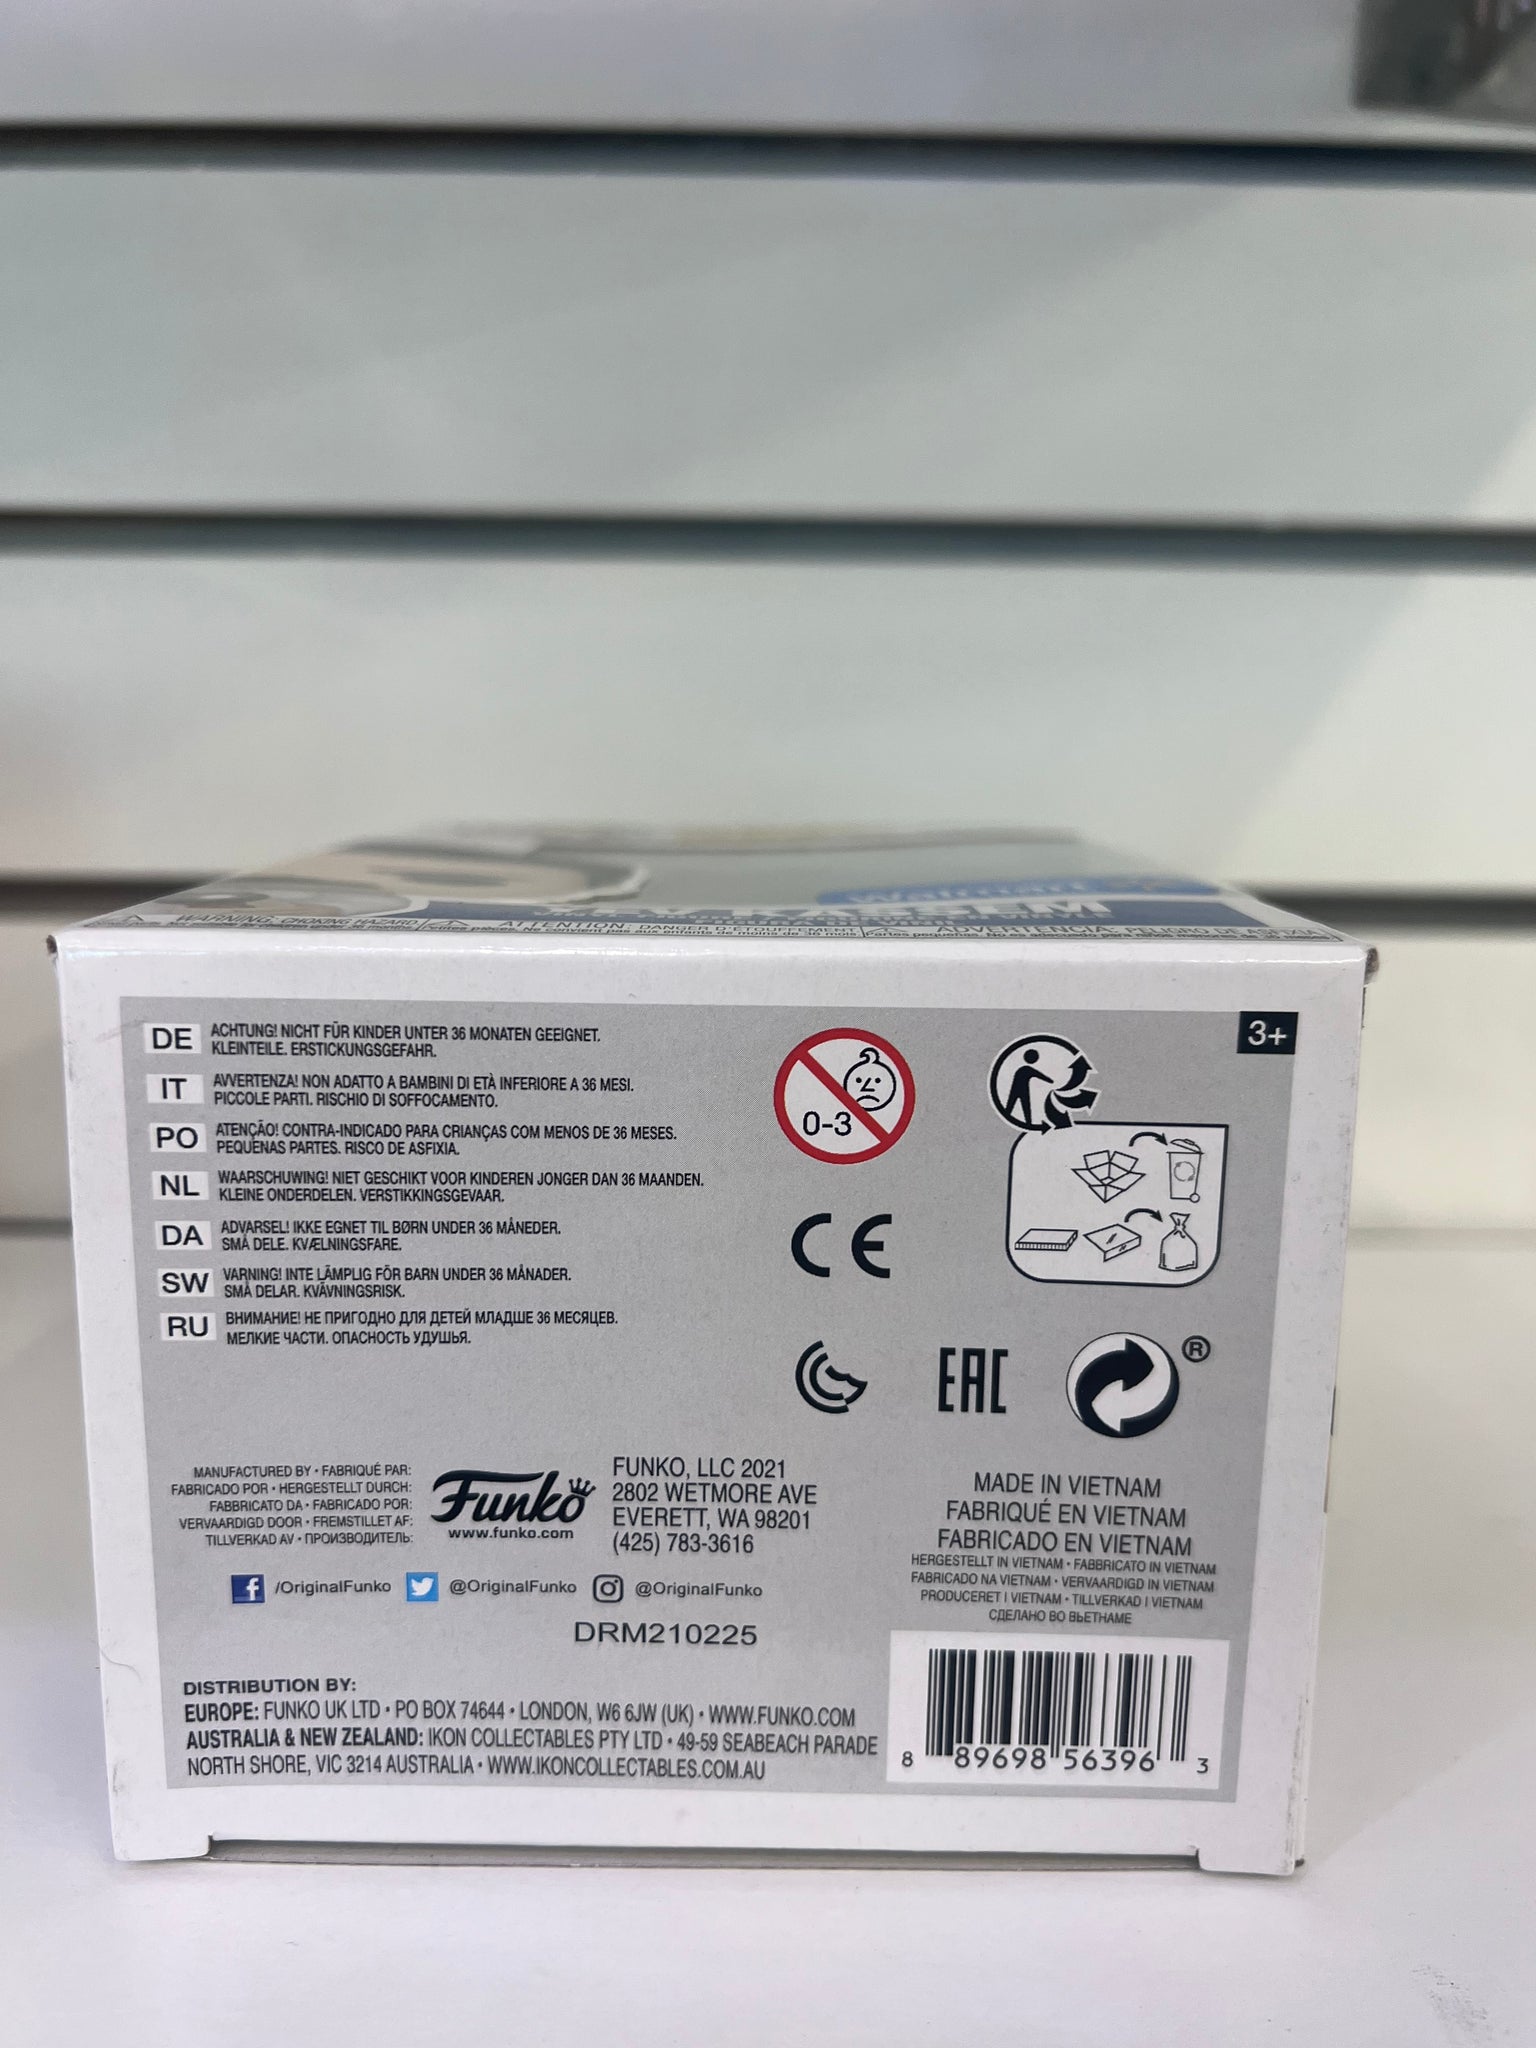 WARNING: CHOKING HAZARD.
ATTENTION: DANGER D'ÉTOUFFEMENT
ADVERTENCIA: PELIGRO DE ASFIXIA
3+
DE ACHTUNG! NICHT FÜR KINDER UNTER 36 MONATEN GEEIGNET.
KLEINTEILE. ERSTICKUNGSGEFAHR.
IT AVVERTENZA! NON ADATTO A BAMBINI DI ETÀ INFERIORE A 36 MESI.
PICCOLE PARTI. RISCHIO DI SOFFOCAMENTO.
PO ATENÇÃO! CONTRA-INDICADO PARA CRIANÇAS COM MENOS DE 36 MESES.
PEQUENAS PARTES. RISCO DE ASFIXIA.
NL WAARSCHUWING! NIET GESCHIKT VOOR KINDEREN JONGER DAN 36 MAANDEN.
KLEINE ONDERDELEN. VERSTIKKINGSGEVAAR.
DA ADVARSEL! IKKE EGNET TIL BØRN UNDER 36 MÅNEDER.
SMÅ DELE. KVÆLNINGSFARE.
SW VARNING! INTE LÄMPLIG FÖR BARN UNDER 36 MÅNADER.
SMÅ DELAR. KVÄVNINGSRISK.
RU ВНИМАНИЕ! НЕ ПРИГОДНО ДЛЯ ДЕТЕЙ МЛАДШЕ 36 МЕСЯЦЕВ.
МЕЛКИЕ ЧАСТИ. ОПАСНОСТЬ УДУШЬЯ.
0-3
CE
EAC
®
MANUFACTURED BY • FABRIQUÉ PAR:
FABRICADO POR • HERGESTELLT DURCH:
FABBRICATO DA • FABRICADO POR:
VERVAARDIGD DOOR • FREMSTILLET AF:
TILLVERKAD AV • ПРОИЗВОДИТЕЛЬ:
Funko
www.funko.com
FUNKO, LLC 2021
2802 WETMORE AVE
EVERETT, WA 98201
(425) 783-3616
MADE IN VIETNAM
FABRIQUÉ EN VIETNAM
FABRICADO EN VIETNAM
HERGESTELLT IN VIETNAM • FABBRICATO IN VIETNAM
FABRICADO NA VIETNAM • VERVAARDIGD IN VIETNAM
PRODUCERET I VIETNAM • TILLVERKAD I VIETNAM
СДЕЛАНО ВО ВЬЕТНАМЕ
f /OriginalFunko @OriginalFunko @OriginalFunko
DRM210225
DISTRIBUTION BY:
EUROPE: FUNKO UK LTD • PO BOX 74644 • LONDON, W6 6JW (UK) • WWW.FUNKO.COM
AUSTRALIA & NEW ZEALAND: IKON COLLECTABLES PTY LTD • 49-59 SEABEACH PARADE
NORTH SHORE, VIC 3214 AUSTRALIA • WWW.IKONCOLLECTABLES.COM.AU
8 89698 56396 3